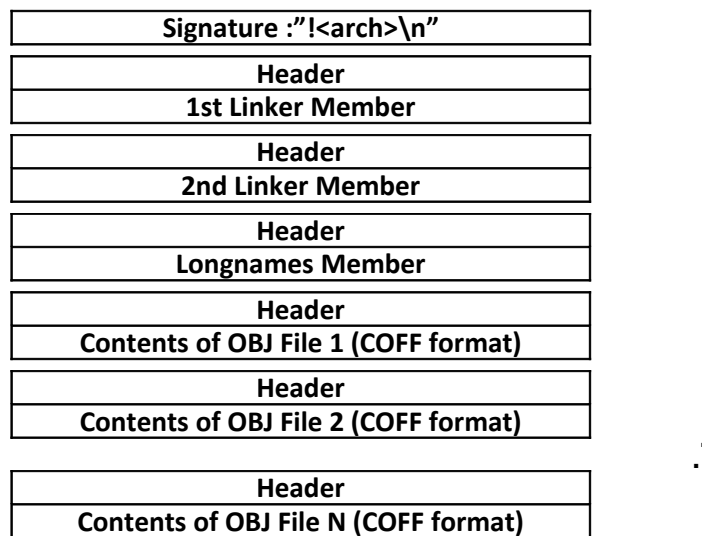 Signature :”!<arch>\n”
Header
1st Linker Member
Header
2nd Linker Member
Header
Longnames Member
Header
Contents of OBJ File 1 (COFF format)
Header
Contents of OBJ File 2 (COFF format)
Header
Contents of OBJ File N (COFF format)